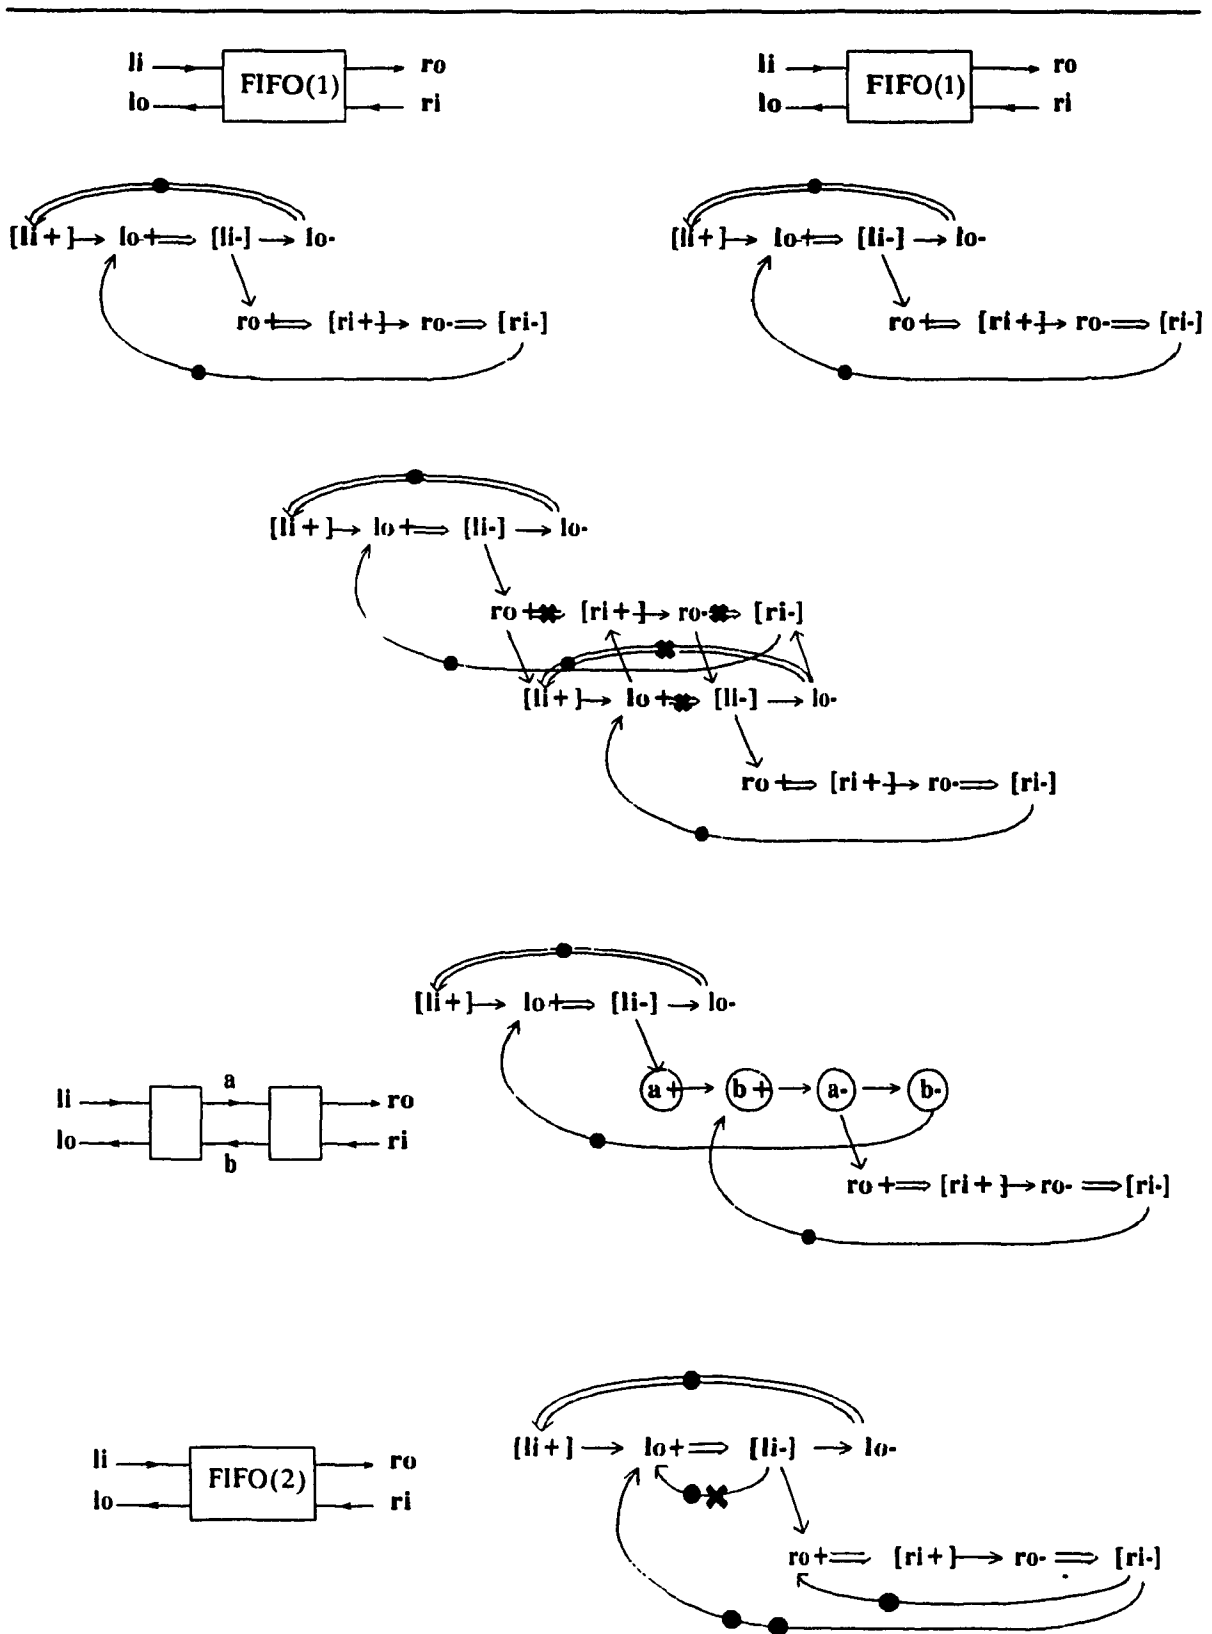 li ro li ro
FIFO(1) FIFO(1)
lo ri lo ri
[li+] → lo+ ⇒ [li-] → lo- [li+] → lo+ ⇒ [li-] → lo-
ro+ ⇒ [ri+] → ro- ⇒ [ri-] ro+ ⇒ [ri+] → ro- ⇒ [ri-]
[li+] → lo+ ⇒ [li-] → lo-
ro+ ⇒ [ri+] → ro- ⇒ [ri-]
[li+] → lo+ ⇒ [li-] → lo-
ro+ ⇒ [ri+] → ro- ⇒ [ri-]
[li+] → lo+ ⇒ [li-] → lo-
a+ → b+ → a- → b-
a
li ro
lo ri
b
ro+ ⇒ [ri+] → ro- ⇒ [ri-]
[li+] → lo+ ⇒ [li-] → lo-
li ro
FIFO(2)
lo ri
ro+ ⇒ [ri+] → ro- ⇒ [ri-]